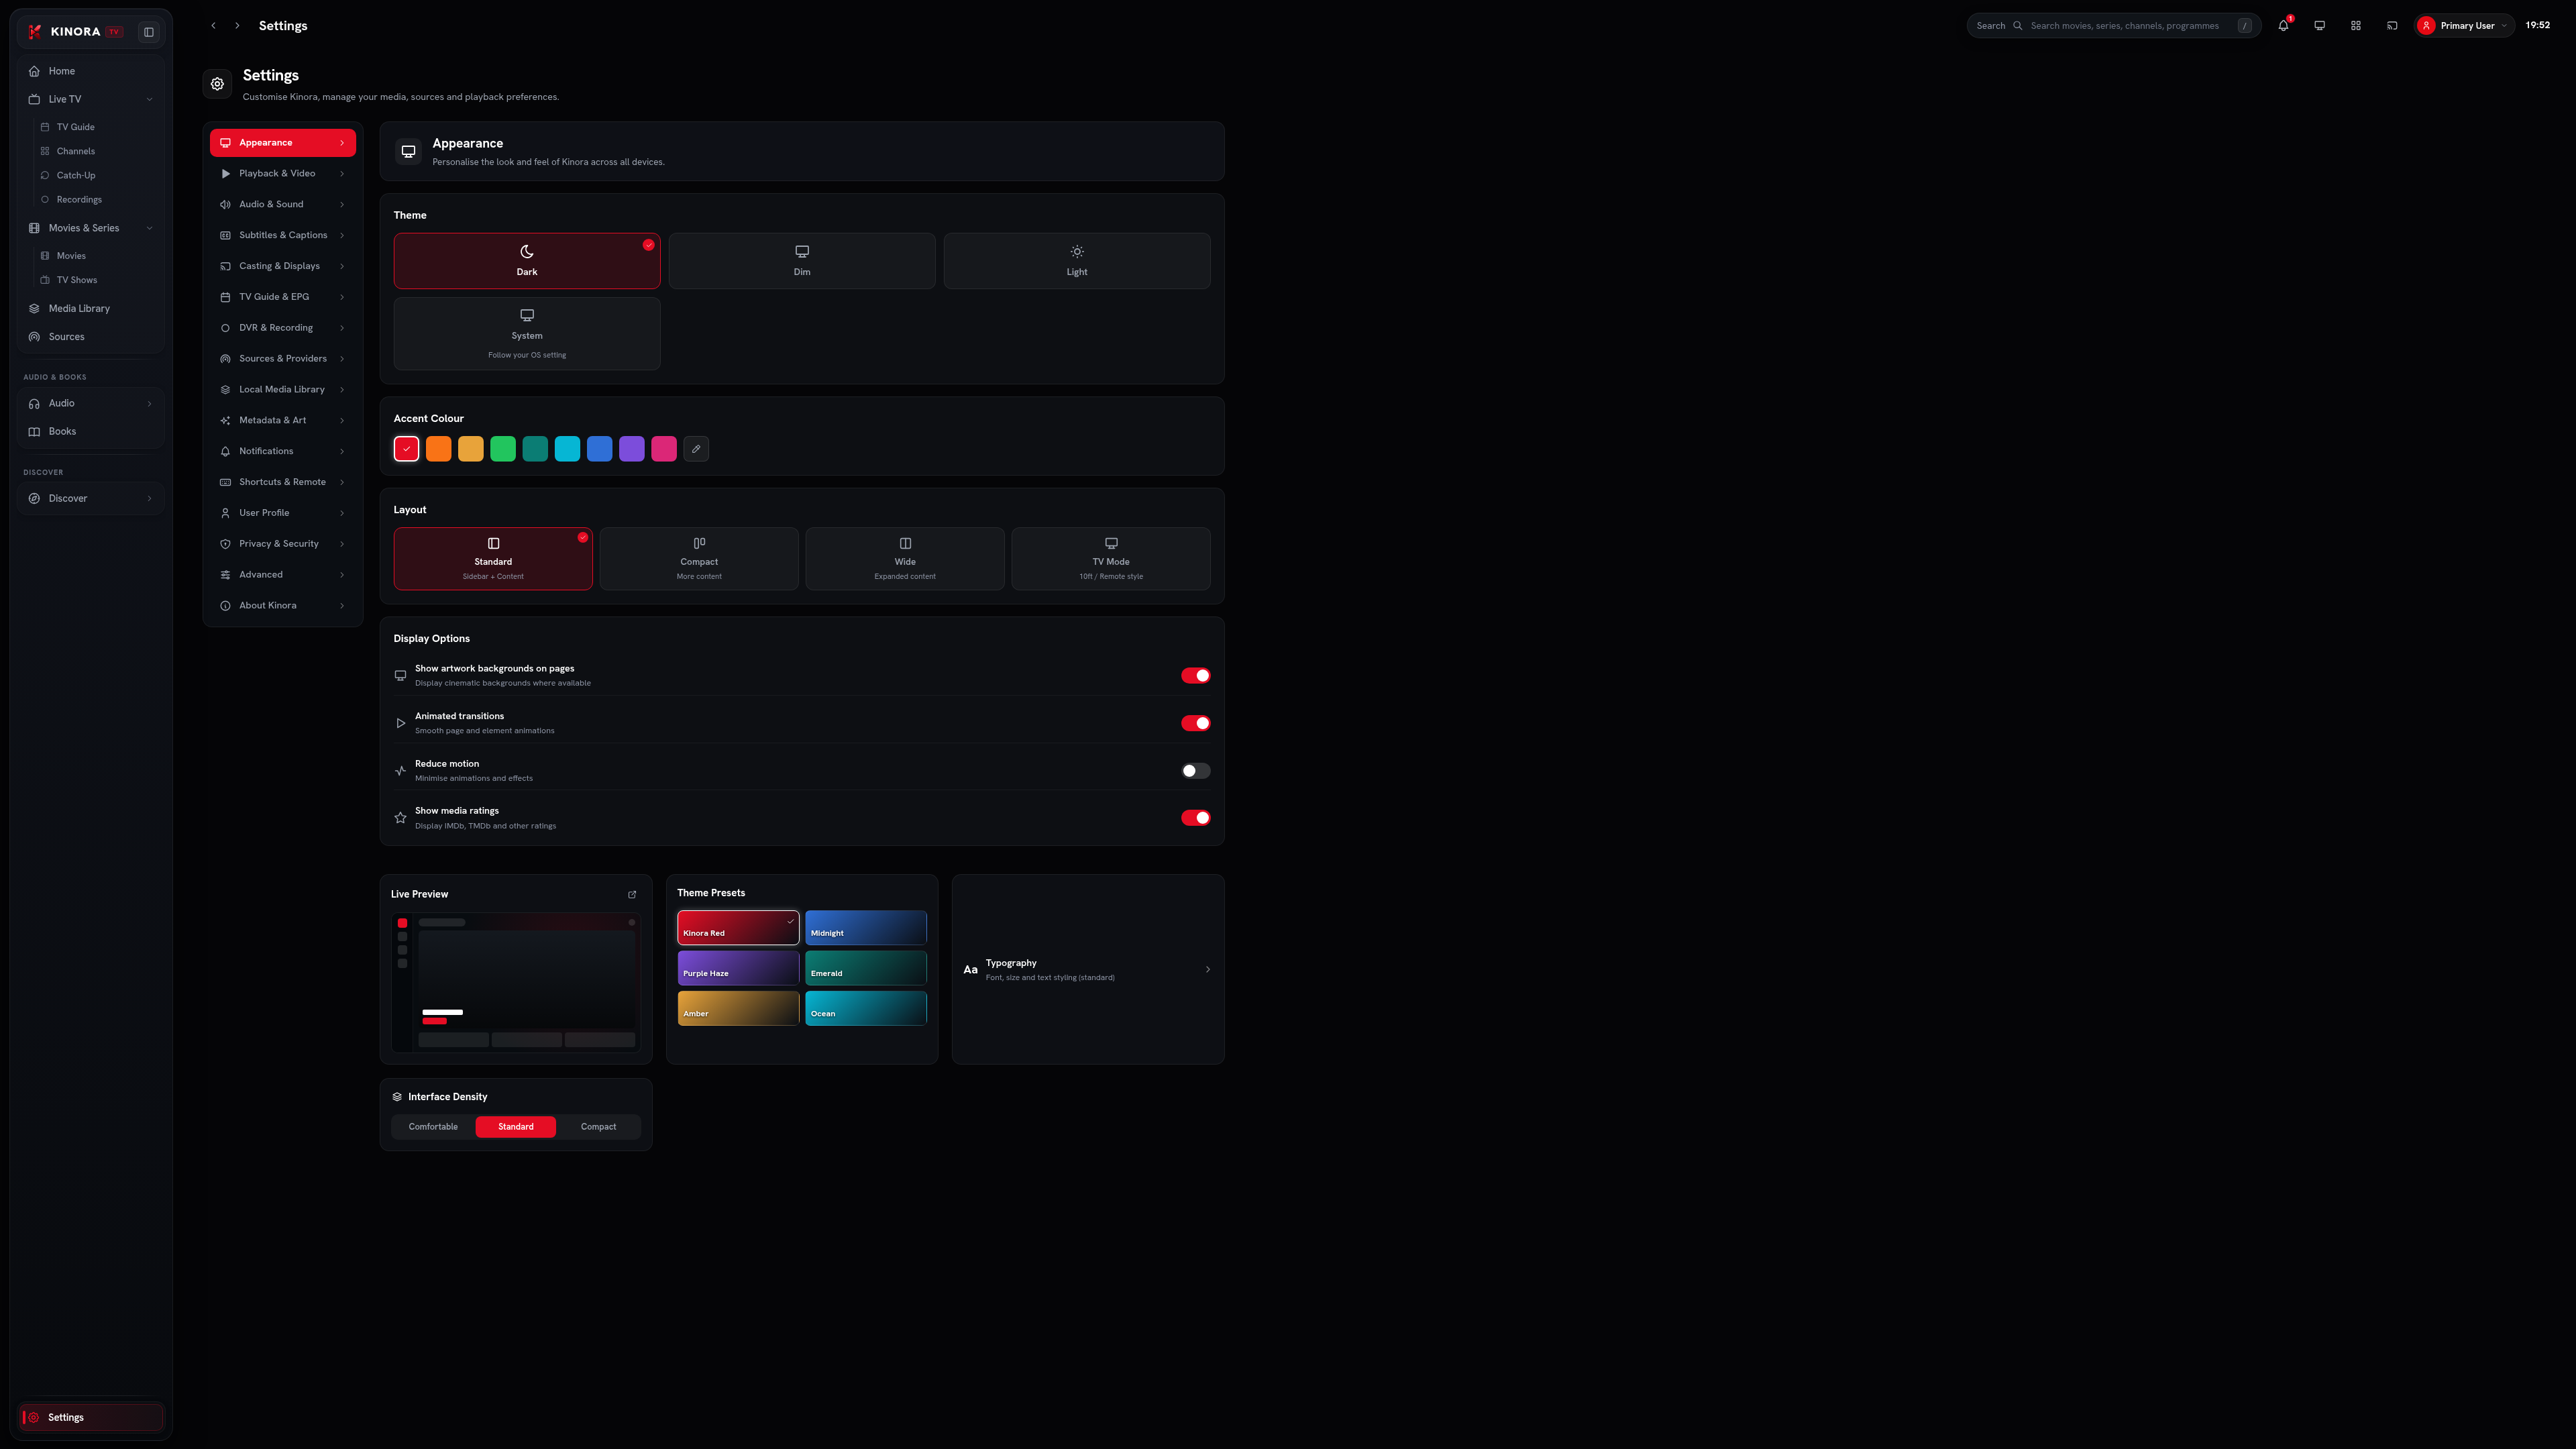 KINORA TV
Settings
Search
Search movies, series, channels, programmes
/
1
Primary User
19:52
Home
Live TV
TV Guide
Channels
Catch-Up
Recordings
Movies & Series
Movies
TV Shows
Media Library
Sources
AUDIO & BOOKS
Audio
Books
DISCOVER
Discover
Settings
Settings
Customise Kinora, manage your media, sources and playback preferences.
Appearance
Playback & Video
Audio & Sound
Subtitles & Captions
Casting & Displays
TV Guide & EPG
DVR & Recording
Sources & Providers
Local Media Library
Metadata & Art
Notifications
Shortcuts & Remote
User Profile
Privacy & Security
Advanced
About Kinora
Appearance
Personalise the look and feel of Kinora across all devices.
Theme
Dark
Dim
Light
System
Follow your OS setting
Accent Colour
Layout
Standard
Sidebar + Content
Compact
More content
Wide
Expanded content
TV Mode
10ft / Remote style
Display Options
Show artwork backgrounds on pages
Display cinematic backgrounds where available
Animated transitions
Smooth page and element animations
Reduce motion
Minimise animations and effects
Show media ratings
Display IMDb, TMDb and other ratings
Live Preview
Theme Presets
Kinora Red
Midnight
Purple Haze
Emerald
Amber
Ocean
Aa
Typography
Font, size and text styling (standard)
Interface Density
Comfortable
Standard
Compact